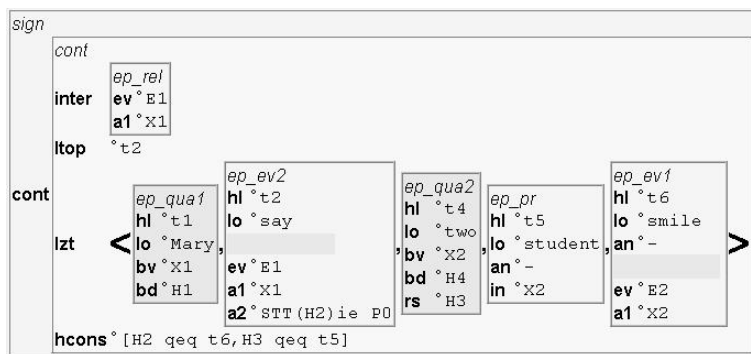 sign
cont
ep_rel
inter ev °E1
a1 °X1
ltop °t2
cont
lzt <
ep_qua1
hl °t1
lo °Mary
bv °X1
bd °H1
,
ep_ev2
hl °t2
lo °say
ev °E1
a1 °X1
a2 °STT(H2)ie P0
,
ep_qua2
hl °t4
lo °two
bv °X2
bd °H4
rs °H3
,
ep_pr
hl °t5
lo °student
an °-
in °X2
,
ep_ev1
hl °t6
lo °smile
an °-
ev °E2
a1 °X2
>
hcons °[H2 qeq t6,H3 qeq t5]